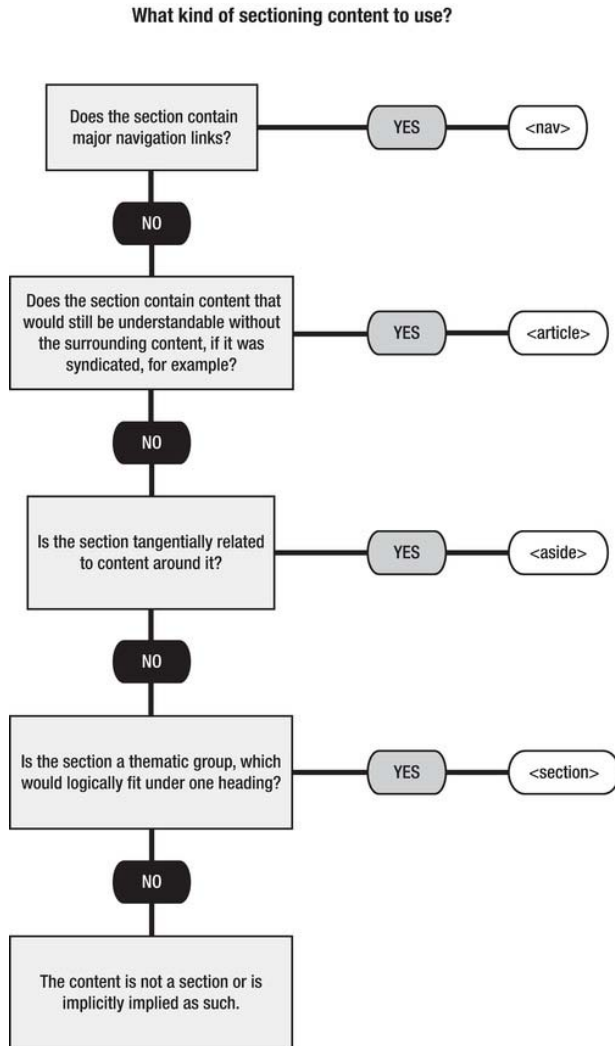 What kind of sectioning content to use?
Does the section contain
major navigation links?
YES
<nav>
NO
Does the section contain content that
would still be understandable without
the surrounding content, if it was
syndicated, for example?
YES
<article>
NO
Is the section tangentially related
to content around it?
YES
<aside>
NO
Is the section a thematic group, which
would logically fit under one heading?
YES
<section>
NO
The content is not a section or is
implicitly implied as such.